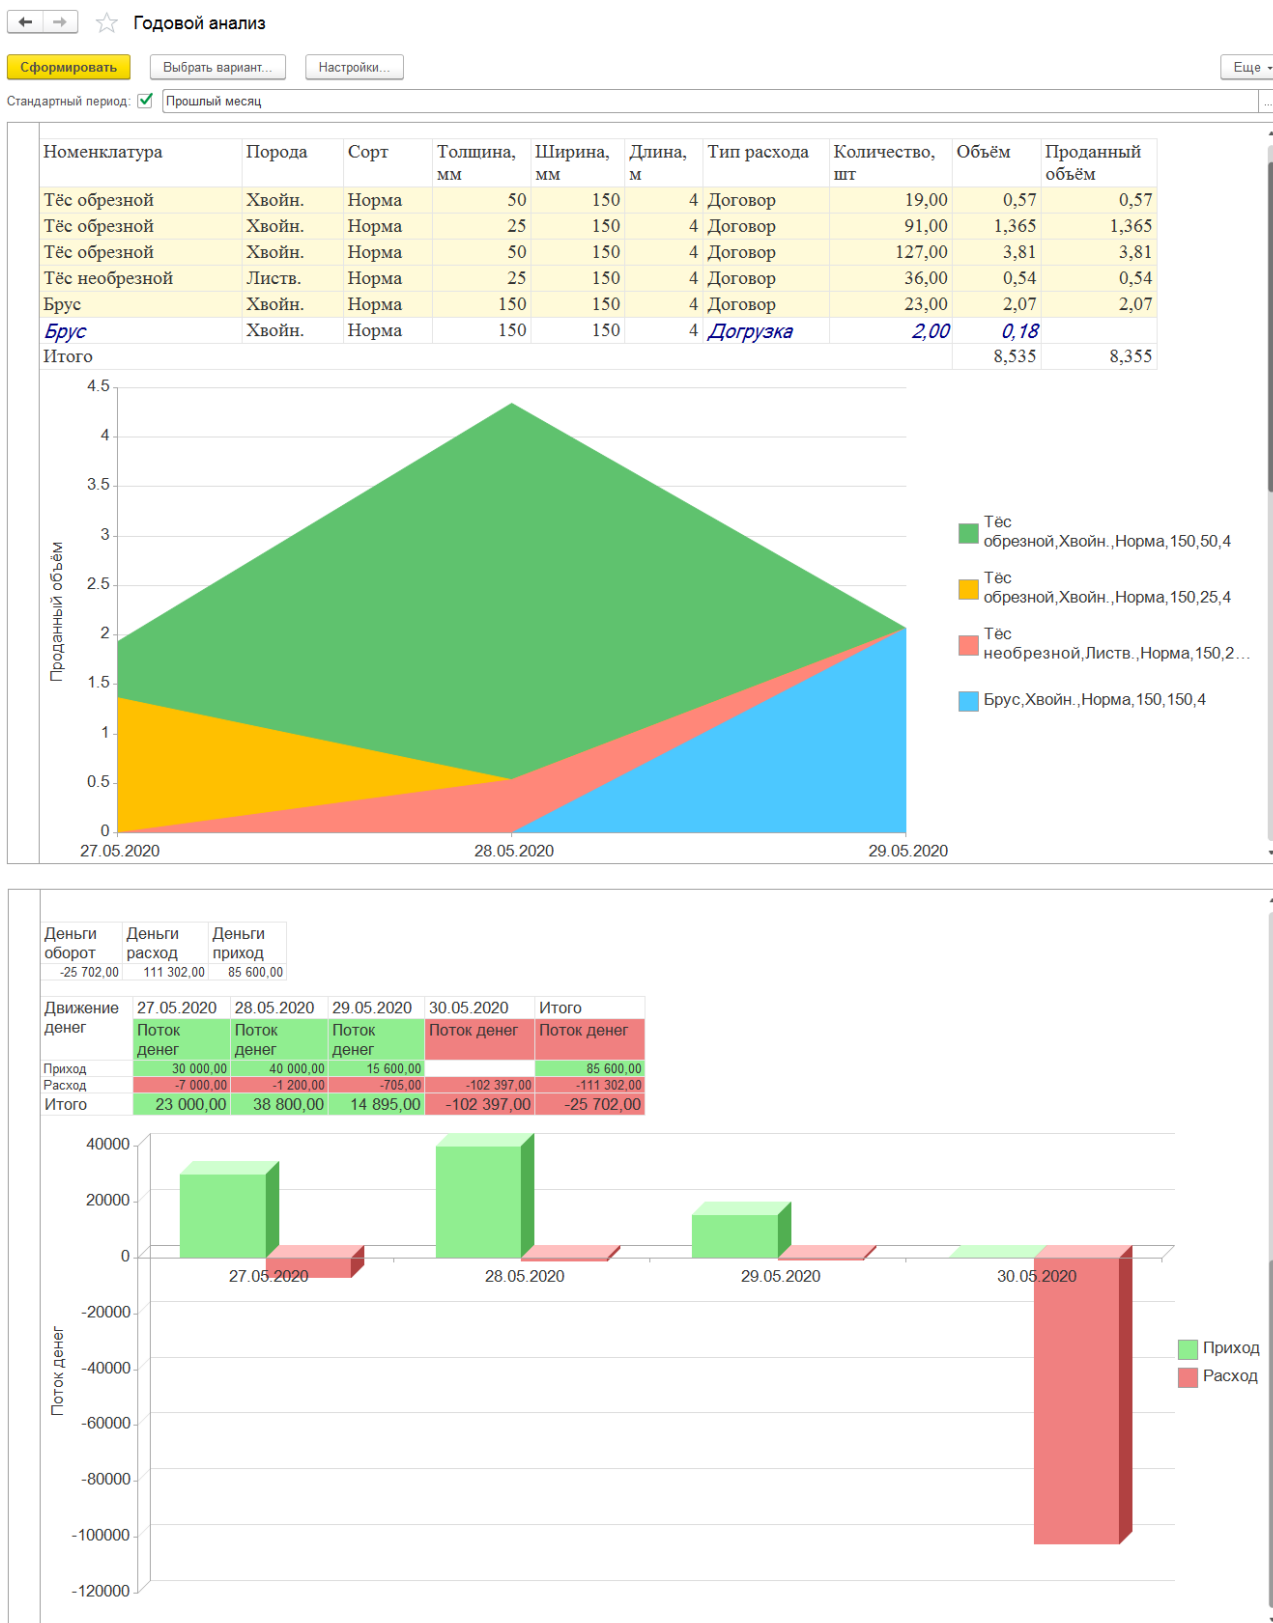 Годовой анализ
Сформировать Выбрать вариант... Настройки... Еще
Стандартный период: Прошлый месяц ...
Номенклатура Порода Сорт Толщина, мм Ширина, мм Длина, м Тип расхода Количество, шт Объём Проданный объём
Тёс обрезной Хвойн. Норма 50 150 4 Договор 19,00 0,57 0,57
Тёс обрезной Хвойн. Норма 25 150 4 Договор 91,00 1,365 1,365
Тёс обрезной Хвойн. Норма 50 150 4 Договор 127,00 3,81 3,81
Тёс необрезной Листв. Норма 25 150 4 Договор 36,00 0,54 0,54
Брус Хвойн. Норма 150 150 4 Договор 23,00 2,07 2,07
Брус Хвойн. Норма 150 150 4 Догрузка 2,00 0,18
Итого 8,535 8,355
4.5
4
3.5
3
2.5
2
1.5
1
0.5
0
Проданный объём
27.05.2020 28.05.2020 29.05.2020
Тёс
обрезной,Хвойн.,Норма,150,50,4
Тёс
обрезной,Хвойн.,Норма,150,25,4
Тёс
необрезной,Листв.,Норма,150,2...
Брус,Хвойн.,Норма,150,150,4
Деньги оборот Деньги расход Деньги приход
-25 702,00 111 302,00 85 600,00
Движение денег 27.05.2020 28.05.2020 29.05.2020 30.05.2020 Итого
Поток денег Поток денег Поток денег Поток денег Поток денег
Приход 30 000,00 40 000,00 15 600,00 85 600,00
Расход -7 000,00 -1 200,00 -705,00 -102 397,00 -111 302,00
Итого 23 000,00 38 800,00 14 895,00 -102 397,00 -25 702,00
40000
20000
0
-20000
-40000
-60000
-80000
-100000
-120000
Поток денег
27.05.2020 28.05.2020 29.05.2020 30.05.2020
Приход
Расход